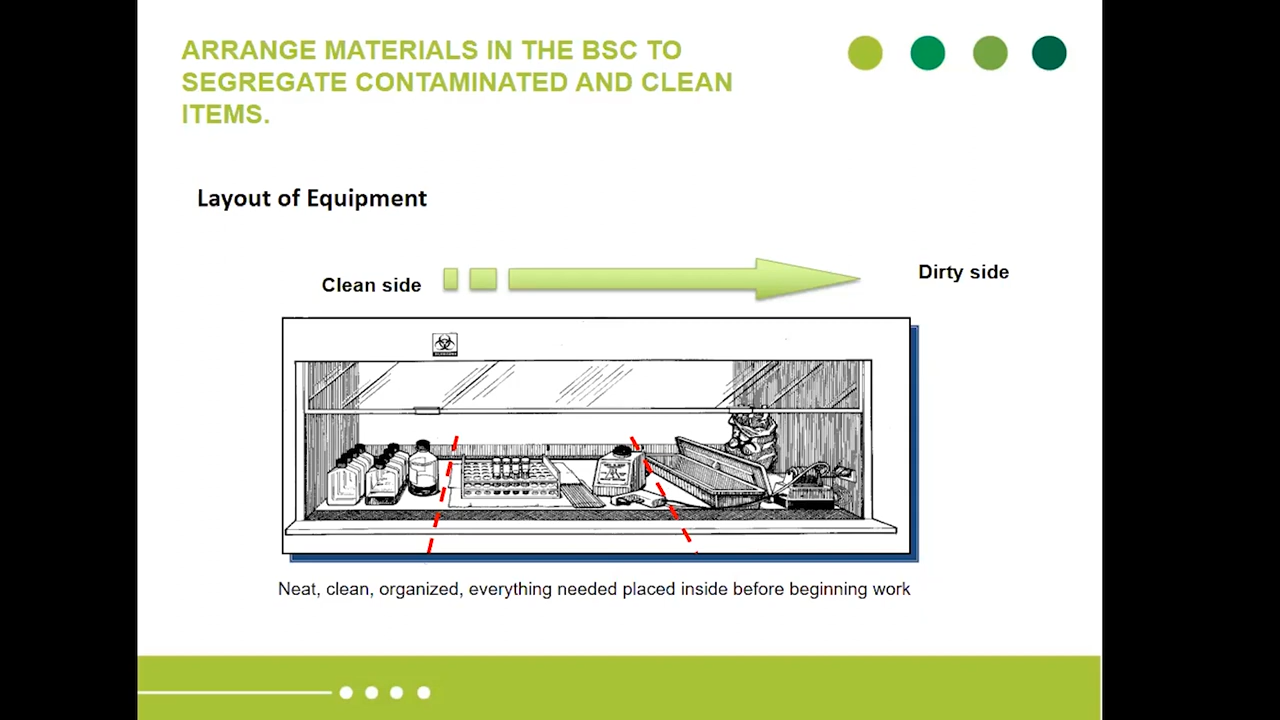 ARRANGE MATERIALS IN THE BSC TO
SEGREGATE CONTAMINATED AND CLEAN
ITEMS.
Layout of Equipment
Clean side
Dirty side
Neat, clean, organized, everything needed placed inside before beginning work